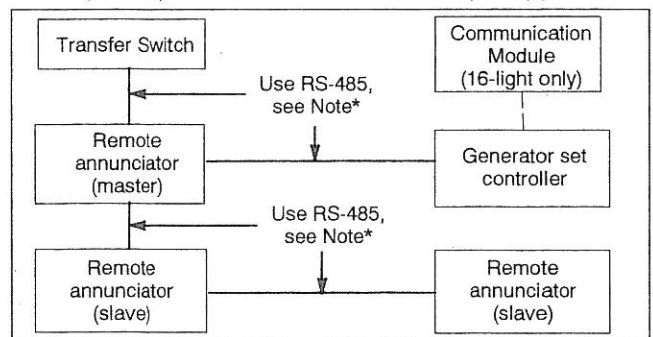 Transfer Switch
Communication
Module
(16-light only)
Use RS-485,
see Note*
Remote
annunciator
(master)
Generator set
controller
Use RS-485,
see Note*
Remote
annunciator
(slave)
Remote
annunciator
(slave)